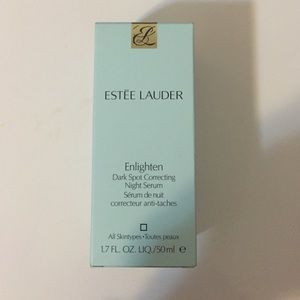 ESTĒE LAUDER
Enlighten
Dark Spot Correcting
Night Serum
Sérum de nuit
correcteur anti-taches
All Skintypes • Toutes peaux
1.7 FL. OZ. LIQ./50 ml e